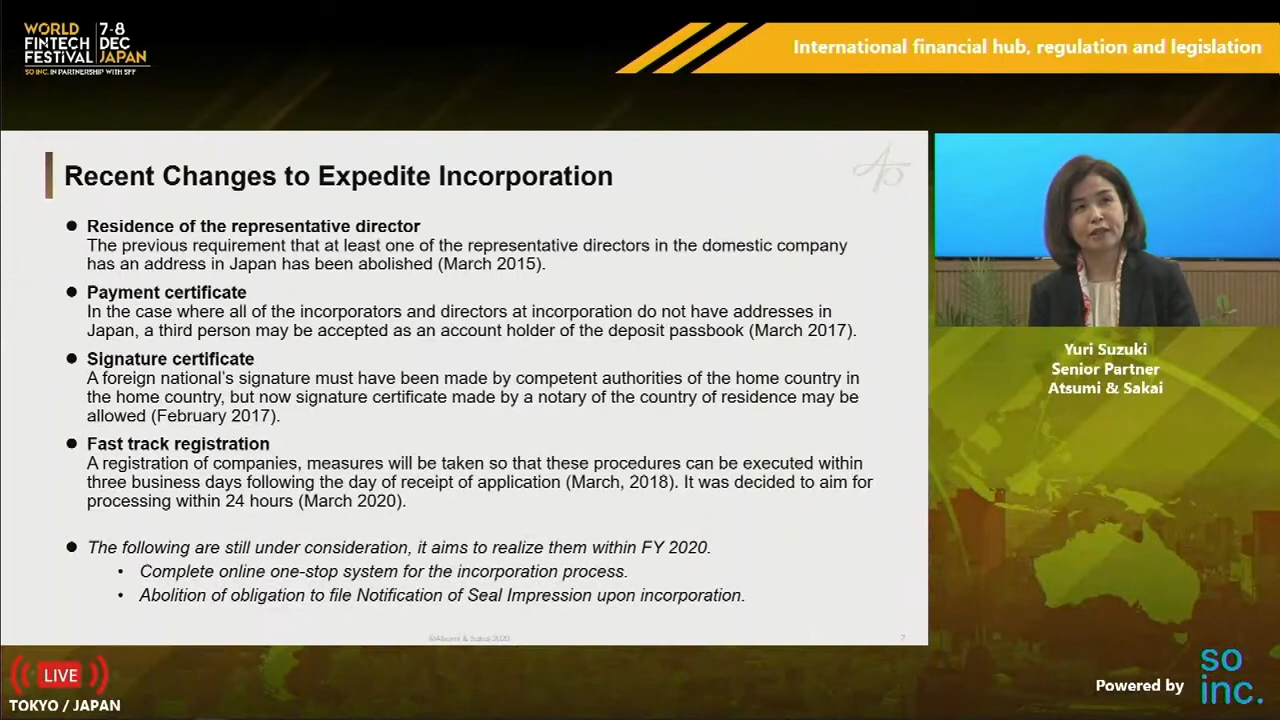 WORLD
FINTECH
FESTIVAL
7-8
DEC
JAPAN
SO INC. IN PARTNERSHIP WITH SFF
International financial hub, regulation and legislation
Recent Changes to Expedite Incorporation
● Residence of the representative director
The previous requirement that at least one of the representative directors in the domestic company
has an address in Japan has been abolished (March 2015).
● Payment certificate
In the case where all of the incorporators and directors at incorporation do not have addresses in
Japan, a third person may be accepted as an account holder of the deposit passbook (March 2017).
● Signature certificate
A foreign national's signature must have been made by competent authorities of the home country in
the home country, but now signature certificate made by a notary of the country of residence may be
allowed (February 2017).
● Fast track registration
A registration of companies, measures will be taken so that these procedures can be executed within
three business days following the day of receipt of application (March, 2018). It was decided to aim for
processing within 24 hours (March 2020).
● The following are still under consideration, it aims to realize them within FY 2020.
• Complete online one-stop system for the incorporation process.
• Abolition of obligation to file Notification of Seal Impression upon incorporation.
©Atsumi & Sakai 2020
7
Yuri Suzuki
Senior Partner
Atsumi & Sakai
LIVE
TOKYO / JAPAN
Powered by
so
inc.